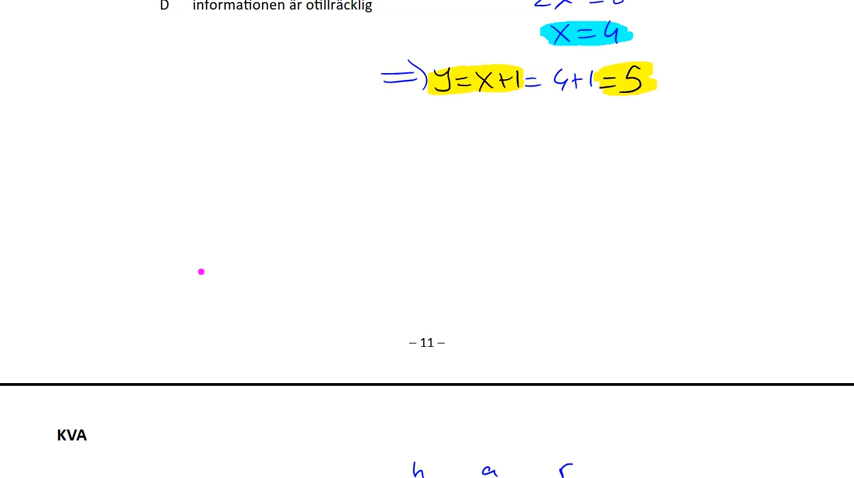 D informationen är otillräcklig
x = 4
=> y = x+1 = 4+1 = 5
– 11 –
KVA
h a r